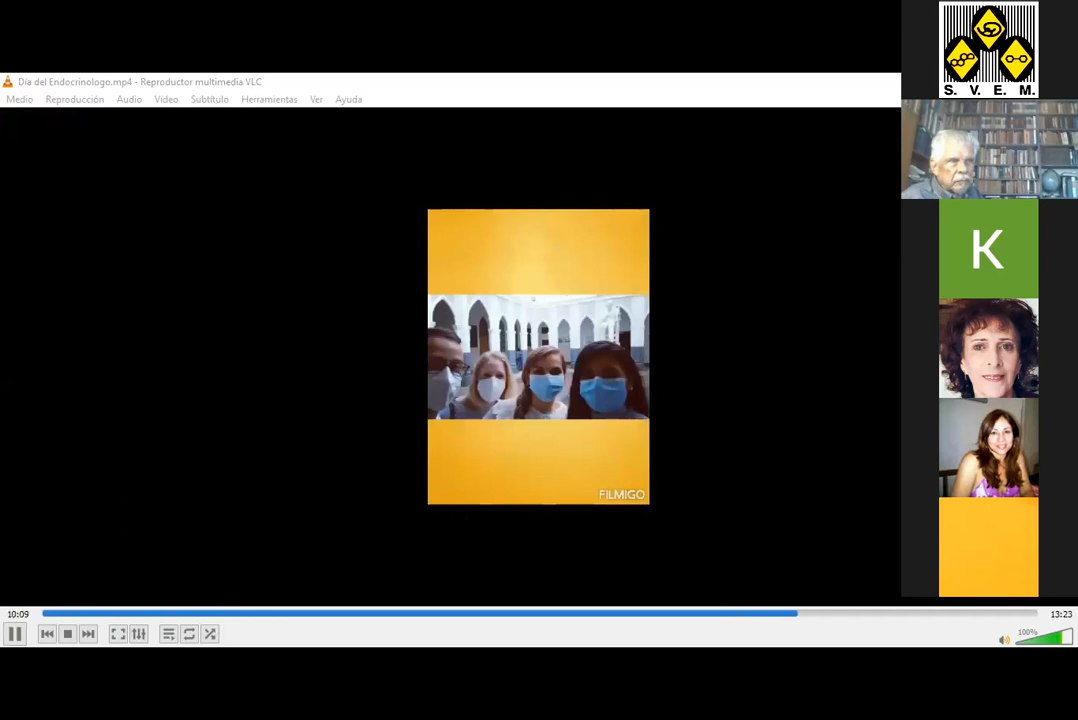 Día del Endocrinologo.mp4 - Reproductor multimedia VLC
Medio Reproducción Audio Vídeo Subtítulo Herramientas Ver Ayuda
S. V. E. M.
K
FILMIGO
10:09
13:23
100%